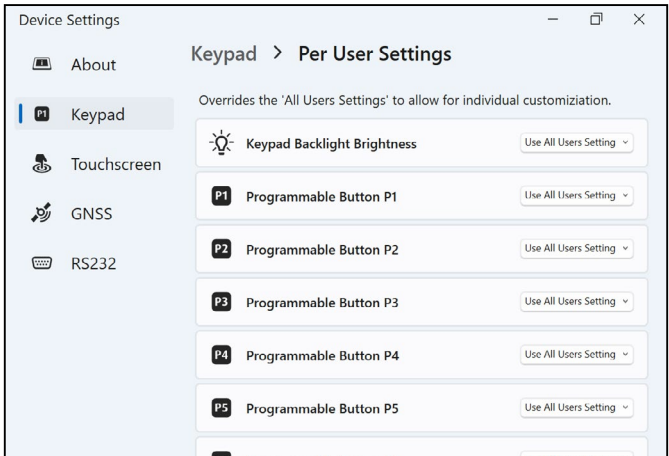 Device Settings
About
Keypad
Touchscreen
GNSS
RS232
Keypad > Per User Settings
Overrides the 'All Users Settings' to allow for individual customiziation.
Keypad Backlight Brightness Use All Users Setting
P1 Programmable Button P1 Use All Users Setting
P2 Programmable Button P2 Use All Users Setting
P3 Programmable Button P3 Use All Users Setting
P4 Programmable Button P4 Use All Users Setting
P5 Programmable Button P5 Use All Users Setting